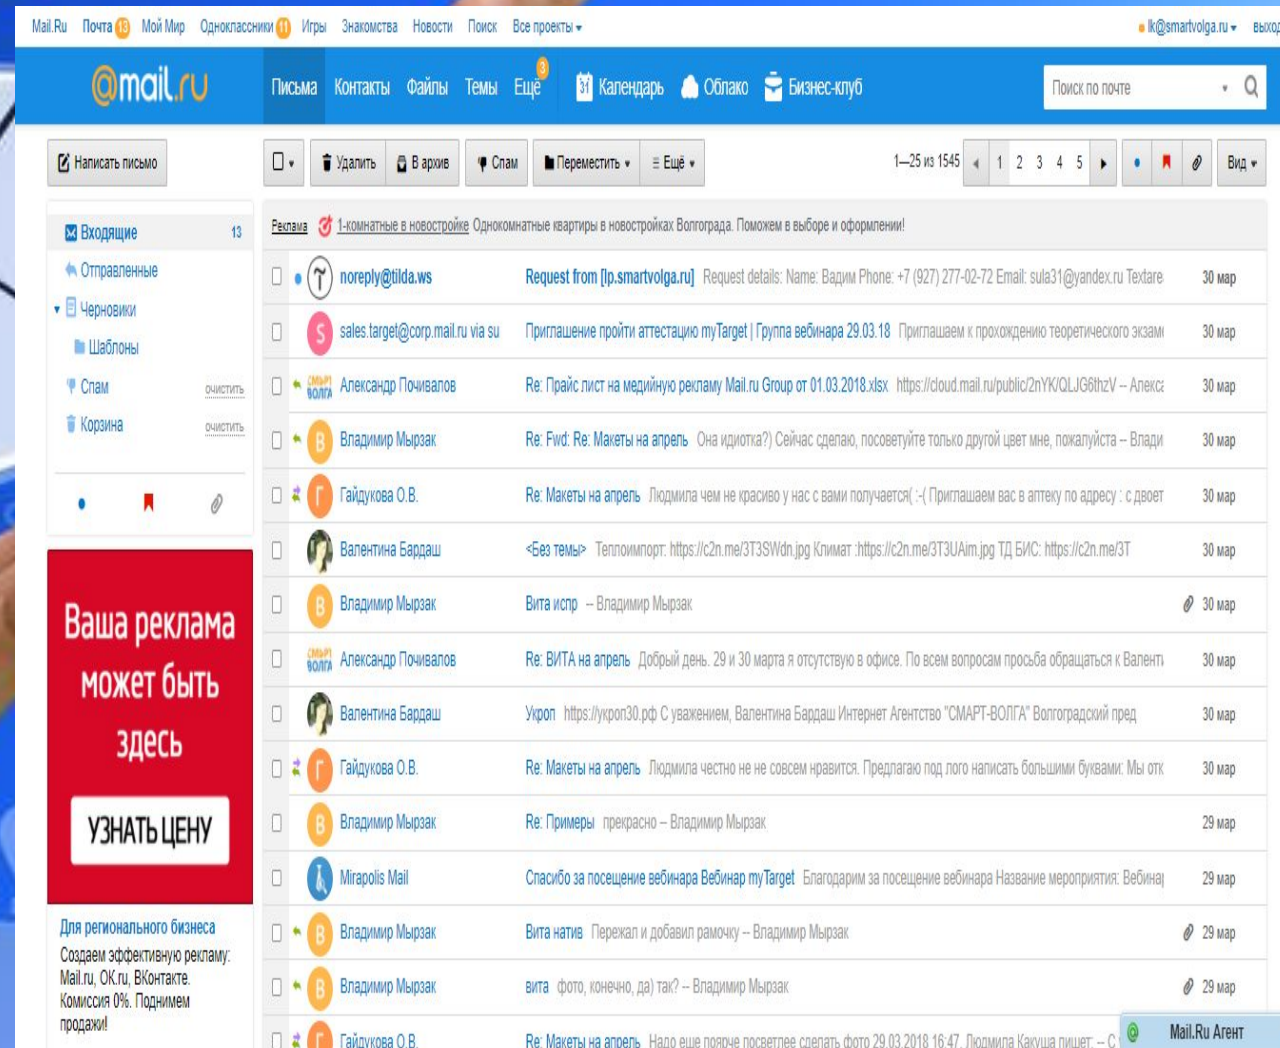 Mail.Ru Почта 13 Мой Мир Одноклассники 11 Игры Знакомства Новости Поиск Все проекты lk@smartvolga.ru выход
@mail.ru Письма Контакты Файлы Темы Ещё 3 31 Календарь Облако Бизнес-клуб Поиск по почте
Написать письмо Удалить В архив Спам Переместить Ещё 1—25 из 1545 1 2 3 4 5 Вид
Входящие 13
Отправленные
Черновики
Шаблоны
Спам очистить
Корзина очистить
Реклама 1-комнатные в новостройке Однокомнатные квартиры в новостройках Волгограда. Поможем в выборе и оформлении!
noreply@tilda.ws Request from [lp.smartvolga.ru] Request details: Name: Вадим Phone: +7 (927) 277-02-72 Email: sula31@yandex.ru Textare 30 мар
S sales.target@corp.mail.ru via su Приглашение пройти аттестацию myTarget | Группа вебинара 29.03.18 Приглашаем к прохождению теоретического экзам 30 мар
СМАРТ ВОЛГА Александр Почивалов Re: Прайс лист на медийную рекламу Mail.ru Group от 01.03.2018.xlsx https://cloud.mail.ru/public/2nYK/QLJG6thzV -- Алекса 30 мар
В Владимир Мырзак Re: Fwd: Re: Макеты на апрель Она идиотка?) Сейчас сделаю, посоветуйте только другой цвет мне, пожалуйста -- Влади 30 мар
Г Гайдукова О.В. Re: Макеты на апрель Людмила чем не красиво у нас с вами получается( :-( Приглашаем вас в аптеку по адресу : с двоет 30 мар
Валентина Бардаш <Без темы> Теплоимпорт: https://c2n.me/3T3SWdn.jpg Климат :https://c2n.me/3T3UAim.jpg ТД БИС: https://c2n.me/3T 30 мар
В Владимир Мырзак Вита испр -- Владимир Мырзак 30 мар
СМАРТ ВОЛГА Александр Почивалов Re: ВИТА на апрель Добрый день. 29 и 30 марта я отсутствую в офисе. По всем вопросам просьба обращаться к Валенти 30 мар
Валентина Бардаш Укроп https://укроп30.рф С уважением, Валентина Бардаш Интернет Агентство "СМАРТ-ВОЛГА" Волгоградский пред 30 мар
Г Гайдукова О.В. Re: Макеты на апрель Людмила честно не не совсем нравится. Предлагаю под лого написать большими буквами: Мы отк 30 мар
В Владимир Мырзак Re: Примеры прекрасно -- Владимир Мырзак 29 мар
Mirapolis Mail Спасибо за посещение вебинара Вебинар myTarget Благодарим за посещение вебинара Название мероприятия: Вебинар 29 мар
В Владимир Мырзак Вита натив Пережал и добавил рамочку -- Владимир Мырзак 29 мар
В Владимир Мырзак вита фото, конечно, да) так? -- Владимир Мырзак 29 мар
Г Гайдукова О.В. Re: Макеты на апрель Надо еще поярче посветлее сделать фото 29.03.2018 16:47, Людмила Какуша пишет: -- С
Ваша реклама
может быть
здесь
УЗНАТЬ ЦЕНУ
Для регионального бизнеса
Создаем эффективную рекламу:
Mail.ru, OK.ru, ВКонтакте.
Комиссия 0%. Поднимем
продажи!
Mail.Ru Агент